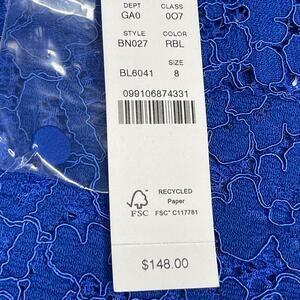 DEPT CLASS
GA0 007
STYLE COLOR
BN027 RBL
SIZE
BL6041 8
099106874331
RECYCLED
Paper
FSC FSC® C117781
$148.00